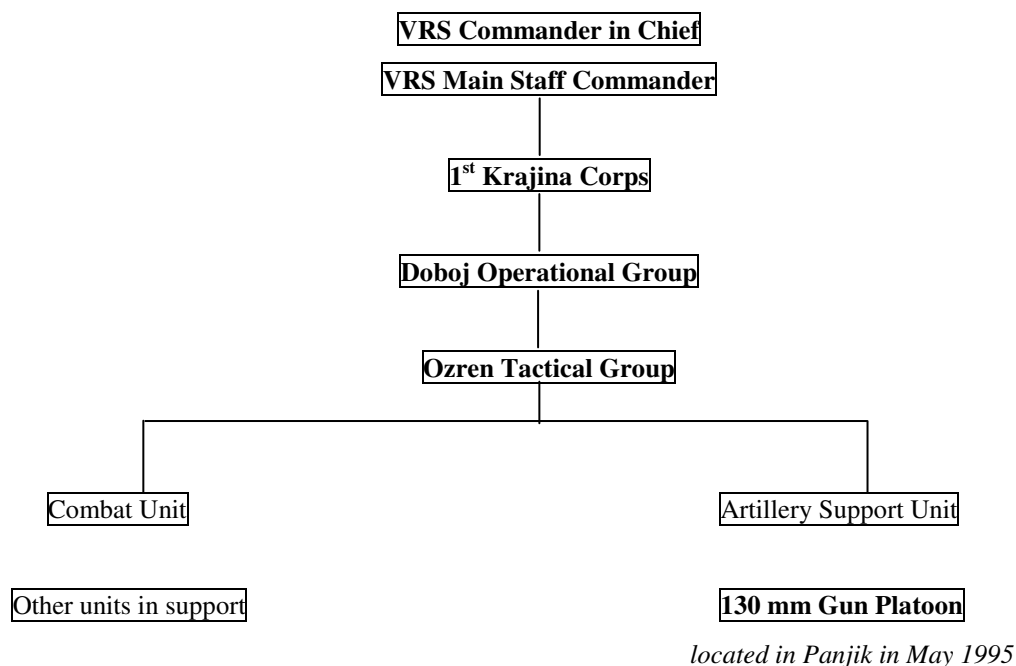 VRS Commander in Chief
VRS Main Staff Commander
1st Krajina Corps
Doboj Operational Group
Ozren Tactical Group
Combat Unit
Artillery Support Unit
Other units in support
130 mm Gun Platoon
located in Panjik in May 1995